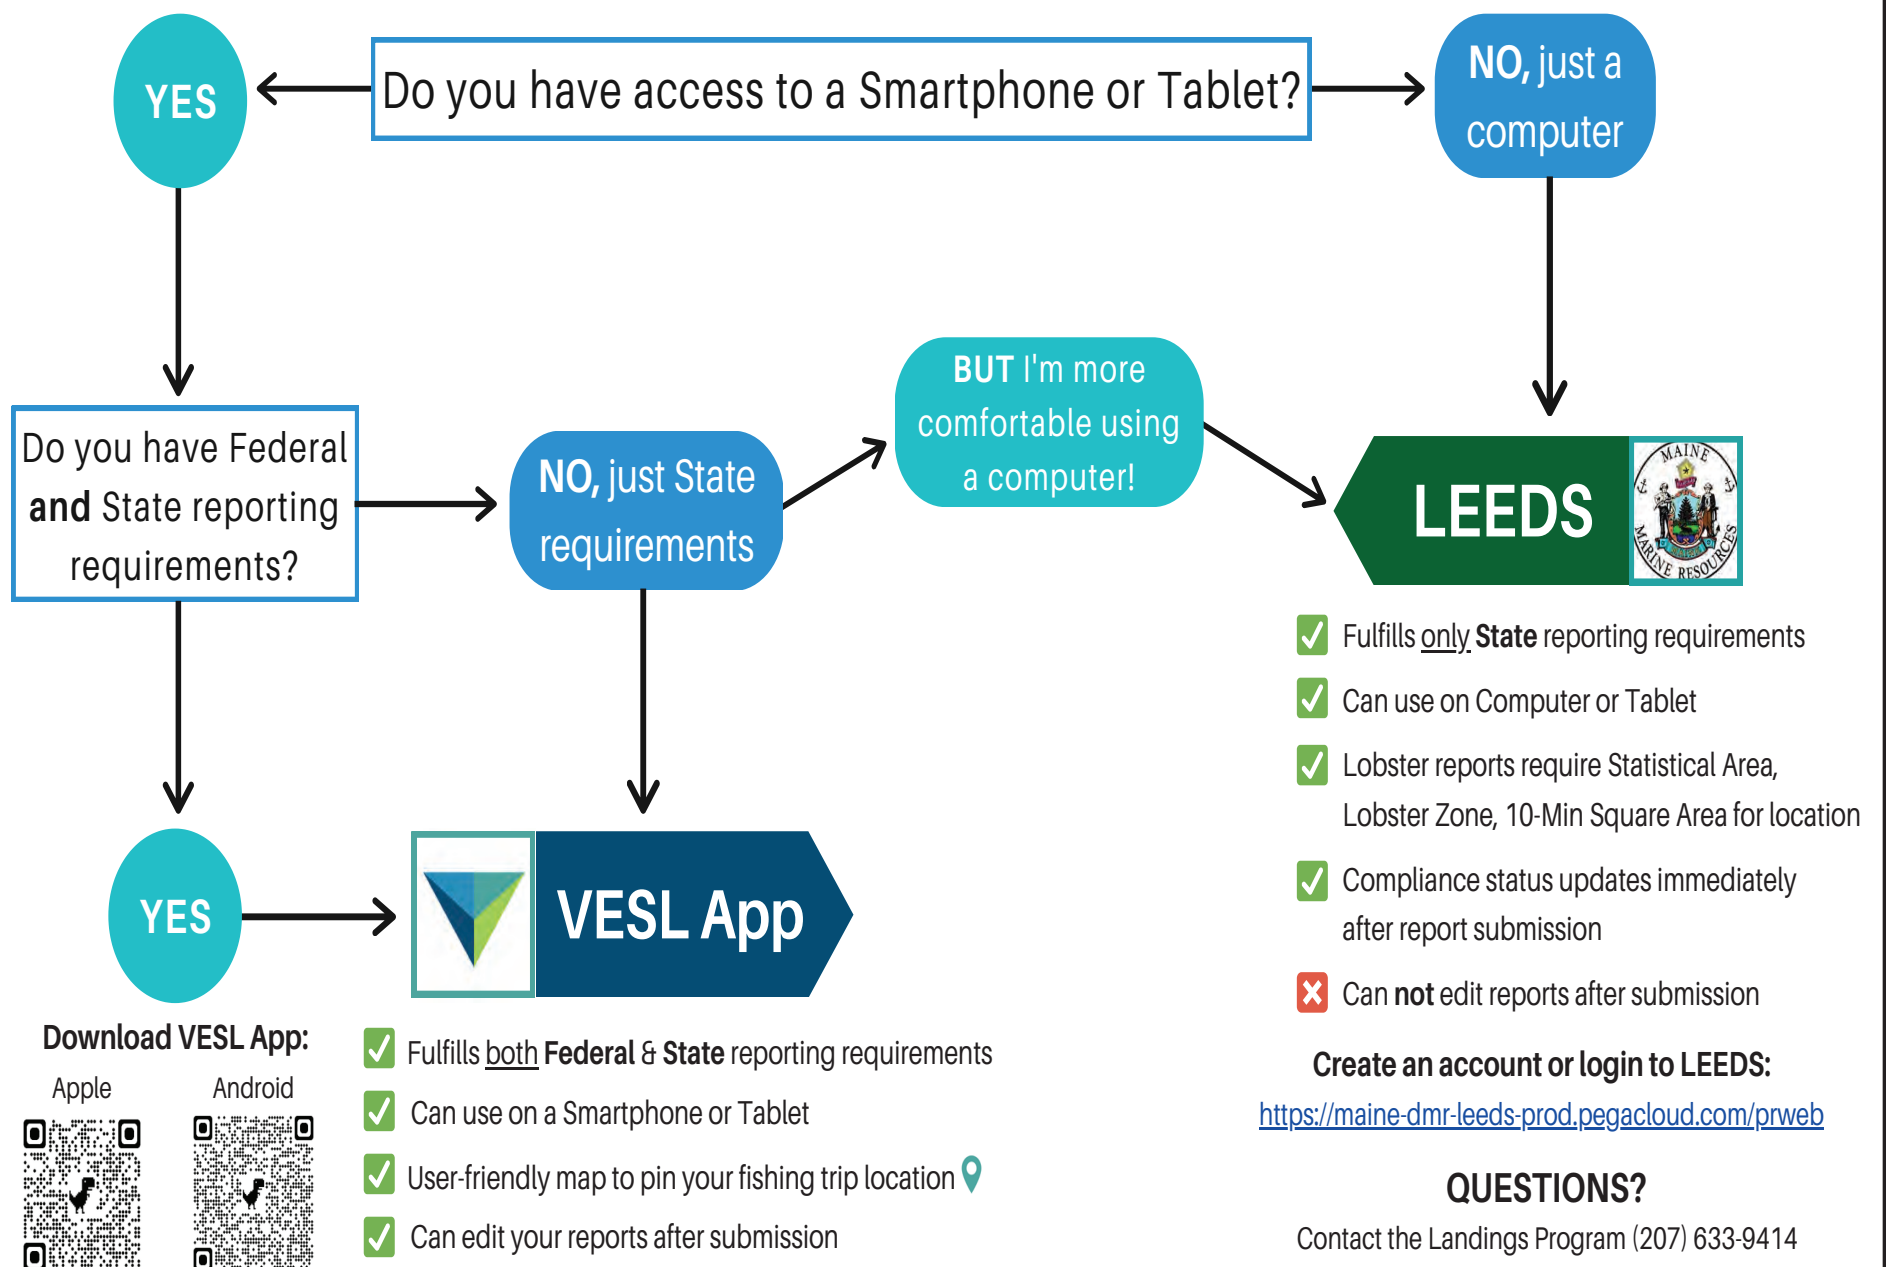 Do you have access to a Smartphone or Tablet?
YES
NO, just a
computer
Do you have Federal
and State reporting
requirements?
NO, just State
requirements
BUT I'm more
comfortable using
a computer!
LEEDS
MAINE
MARINE RESOURCES
Fulfills only State reporting requirements
Can use on Computer or Tablet
Lobster reports require Statistical Area,
Lobster Zone, 10-Min Square Area for location
Compliance status updates immediately
after report submission
Can not edit reports after submission
Create an account or login to LEEDS:
https://maine-dmr-leeds-prod.pegacloud.com/prweb
QUESTIONS?
Contact the Landings Program (207) 633-9414
YES
VESL App
Download VESL App:
Apple
Android
Fulfills both Federal & State reporting requirements
Can use on a Smartphone or Tablet
User-friendly map to pin your fishing trip location
Can edit your reports after submission